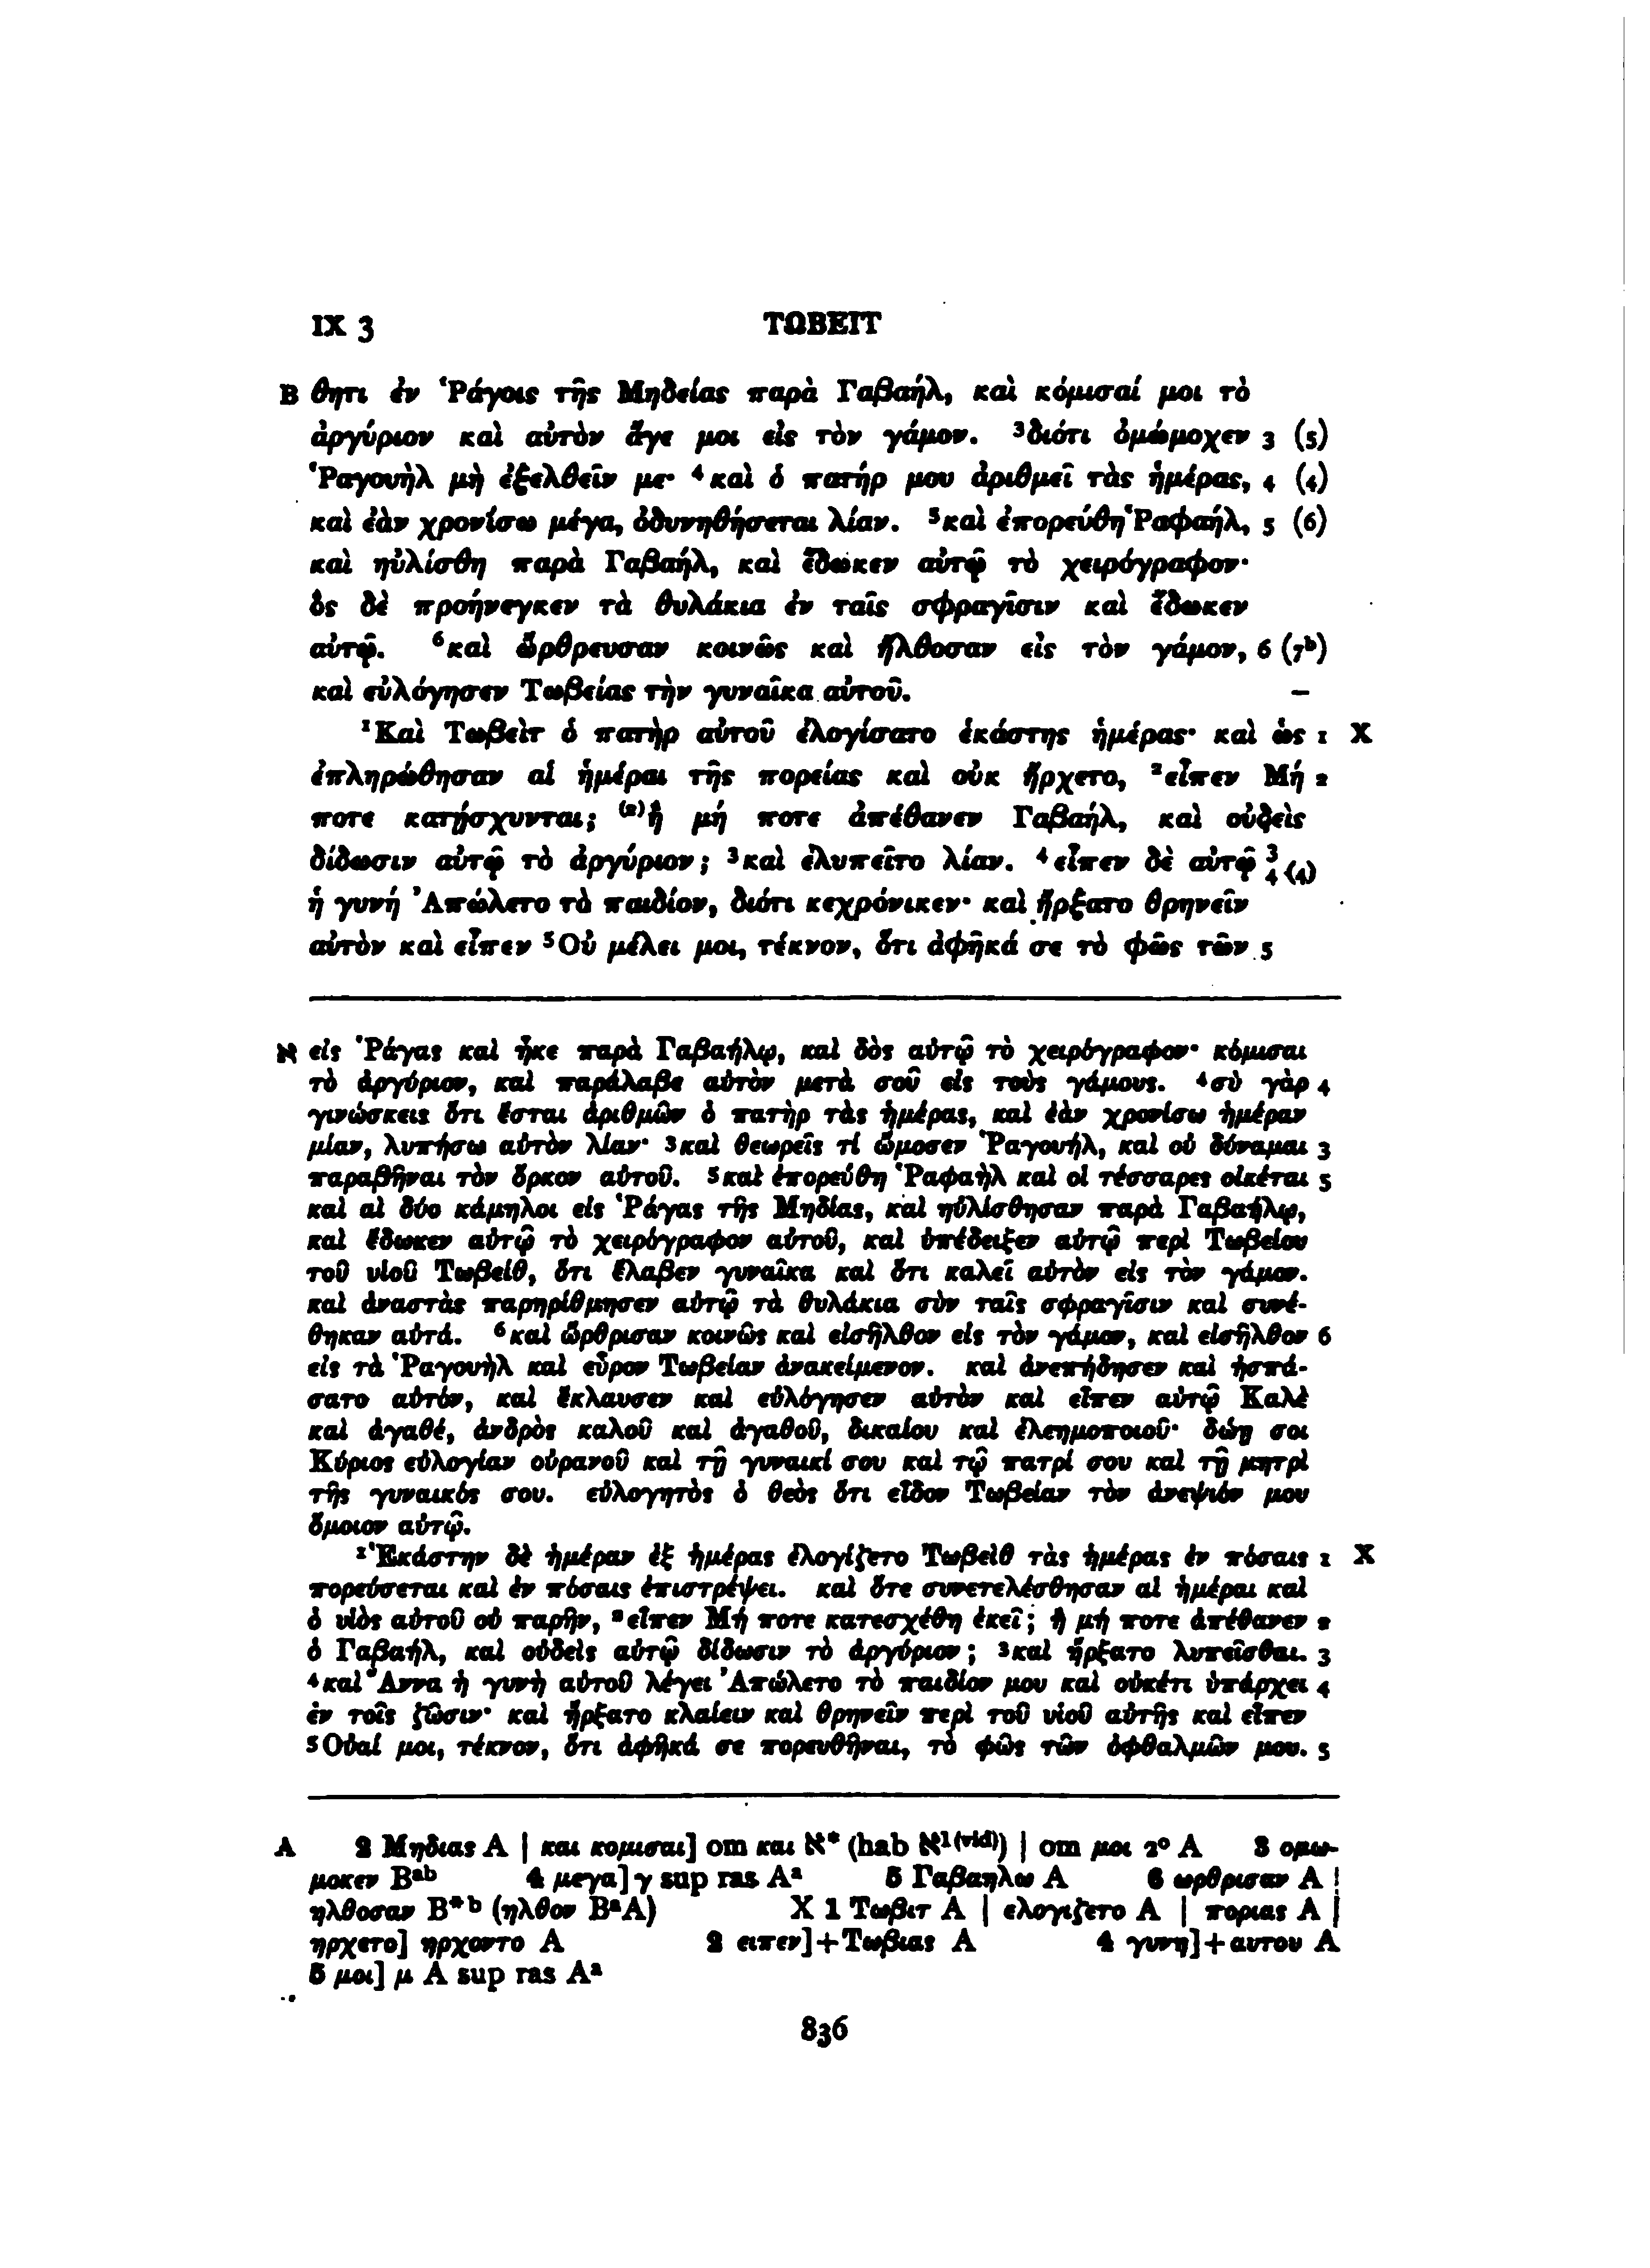 IX 3 ΤΩΒΕΙΤ
B θητι ἐν Ῥάγοις τῆς Μηδείας παρὰ Γαβαήλ, καὶ κόμισαί μοι τὸ
ἀργύριον καὶ αὐτὸν ἄγε μοι εἰς τὸν γάμον. ³διότι ὀμώμοχεν 3 (5)
Ῥαγουὴλ μὴ ἐξελθεῖν με· ⁴καὶ ὁ πατήρ μου ἀριθμεῖ τὰς ἡμέρας, 4 (4)
καὶ ἐὰν χρονίσω μέγα, ὀδυνηθήσεται λίαν. ⁵καὶ ἐπορεύθη Ῥαφαήλ, 5 (6)
καὶ ηὐλίσθη παρὰ Γαβαήλ, καὶ ἔδωκεν αὐτῷ τὸ χειρόγραφον·
ὃς δὲ προήνεγκεν τὰ θυλάκια ἐν ταῖς σφραγῖσιν καὶ ἔδωκεν
αὐτῷ. ⁶καὶ ὤρθρευσαν κοινῶς καὶ ἤλθοσαν εἰς τὸν γάμον, 6 (7ᵇ)
καὶ εὐλόγησεν Τωβείας τὴν γυναῖκα αὐτοῦ.
¹Καὶ Τωβεὶτ ὁ πατὴρ αὐτοῦ ἐλογίσατο ἑκάστης ἡμέρας· καὶ ὡς 1 X
ἐπληρώθησαν αἱ ἡμέραι τῆς πορείας καὶ οὐκ ἤρχετο, ²εἶπεν Μή 2
ποτε κατῄσχυνται; ⁽²⁾ἢ μή ποτε ἀπέθανεν Γαβαήλ, καὶ οὐδεὶς
δίδωσιν αὐτῷ τὸ ἀργύριον; ³καὶ ἐλυπεῖτο λίαν. ⁴εἶπεν δὲ αὐτῷ 3 4 (4)
ἡ γυνή Ἀπώλετο τὸ παιδίον, διότι κεχρόνικεν· καὶ ἤρξατο θρηνεῖν
αὐτὸν καὶ εἶπεν ⁵Οὐ μέλει μοι, τέκνον, ὅτι ἀφῆκά σε τὸ φῶς τῶν 5
א εἰς Ῥάγας καὶ ἧκε παρὰ Γαβαήλῳ, καὶ δὸς αὐτῷ τὸ χειρόγραφον· κόμισαι
τὸ ἀργύριον, καὶ παράλαβε αὐτὸν μετὰ σοῦ εἰς τοὺς γάμους. ⁴σὺ γὰρ 4
γινώσκεις ὅτι ἔσται ἀριθμῶν ὁ πατὴρ τὰς ἡμέρας, καὶ ἐὰν χρονίσω ἡμέραν
μίαν, λυπήσω αὐτὸν λίαν· ³καὶ θεωρεῖς τί ὤμοσεν Ῥαγουήλ, καὶ οὐ δύναμαι 3
παραβῆναι τὸν ὅρκον αὐτοῦ. ⁵καὶ ἐπορεύθη Ῥαφαὴλ καὶ οἱ τέσσαρες οἰκέται 5
καὶ αἱ δύο κάμηλοι εἰς Ῥάγας τῆς Μηδίας, καὶ ηὐλίσθησαν παρὰ Γαβαήλῳ,
καὶ ἔδωκεν αὐτῷ τὸ χειρόγραφον αὐτοῦ, καὶ ὑπέδειξεν αὐτῷ περὶ Τωβείου
τοῦ υἱοῦ Τωβείθ, ὅτι ἔλαβεν γυναῖκα καὶ ὅτι καλεῖ αὐτὸν εἰς τὸν γάμον.
καὶ ἀναστὰς παρηρίθμησεν αὐτῷ τὰ θυλάκια σὺν ταῖς σφραγῖσιν καὶ συνέ-
θηκαν αὐτά. ⁶καὶ ὤρθρισαν κοινῶς καὶ εἰσῆλθον εἰς τὸν γάμον, καὶ εἰσῆλθον 6
εἰς τὰ Ῥαγουὴλ καὶ εὗρον Τωβείαν ἀνακείμενον. καὶ ἀνεπήδησεν καὶ ἠσπά-
σατο αὐτόν, καὶ ἔκλαυσεν καὶ εὐλόγησεν αὐτὸν καὶ εἶπεν αὐτῷ Καλὲ
καὶ ἀγαθέ, ἀνδρὸς καλοῦ καὶ ἀγαθοῦ, δικαίου καὶ ἐλεημοποιοῦ· δῴη σοι
Κύριος εὐλογίαν οὐρανοῦ καὶ τῇ γυναικί σου καὶ τῷ πατρί σου καὶ τῇ μητρὶ
τῆς γυναικός σου. εὐλογητὸς ὁ θεὸς ὅτι εἶδον Τωβείαν τὸν ἀνεψιόν μου
ὅμοιον αὐτῷ.
¹Ἑκάστην δὲ ἡμέραν ἐξ ἡμέρας ἐλογίζετο Τωβεὶθ τὰς ἡμέρας ἐν πόσαις 1 X
πορεύσεται καὶ ἐν πόσαις ἐπιστρέψει. καὶ ὅτε συνετελέσθησαν αἱ ἡμέραι καὶ
ὁ υἱὸς αὐτοῦ οὐ παρῆν, ²εἶπεν Μή ποτε κατεσχέθη ἐκεῖ; ἢ μή ποτε ἀπέθανεν 2
ὁ Γαβαήλ, καὶ οὐδεὶς αὐτῷ δίδωσιν τὸ ἀργύριον; ³καὶ ἤρξατο λυπεῖσθαι. 3
⁴καὶ Ἄννα ἡ γυνὴ αὐτοῦ λέγει Ἀπώλετο τὸ παιδίον μου καὶ οὐκέτι ὑπάρχει 4
ἐν τοῖς ζῶσιν· καὶ ἤρξατο κλαίειν καὶ θρηνεῖν περὶ τοῦ υἱοῦ αὐτῆς καὶ εἶπεν
⁵Οὐαί μοι, τέκνον, ὅτι ἀφῆκά σε πορευθῆναι, τὸ φῶς τῶν ὀφθαλμῶν μου. 5
A 2 Μηδιας A | και κομισαι] om και א* (hab א¹⁽ᵛⁱᵈ⁾) | om μοι 2° A 3 ομω-
μοκεν Bᵃᵇ 4 μεγα] γ sup ras Aᵃ 5 Γαβαηλω A 6 ωρθρισαν A |
ηλθοσαν B*ᵇ (ηλθον BᵃA) X 1 Τωβιτ A | ελογιζετο A | ποριας A |
ηρχετο] ηρχοντο A 2 ειπεν]+Τωβιας A 4 γυνη]+αυτου A
5 μοι] μ A sup ras Aᵃ
836